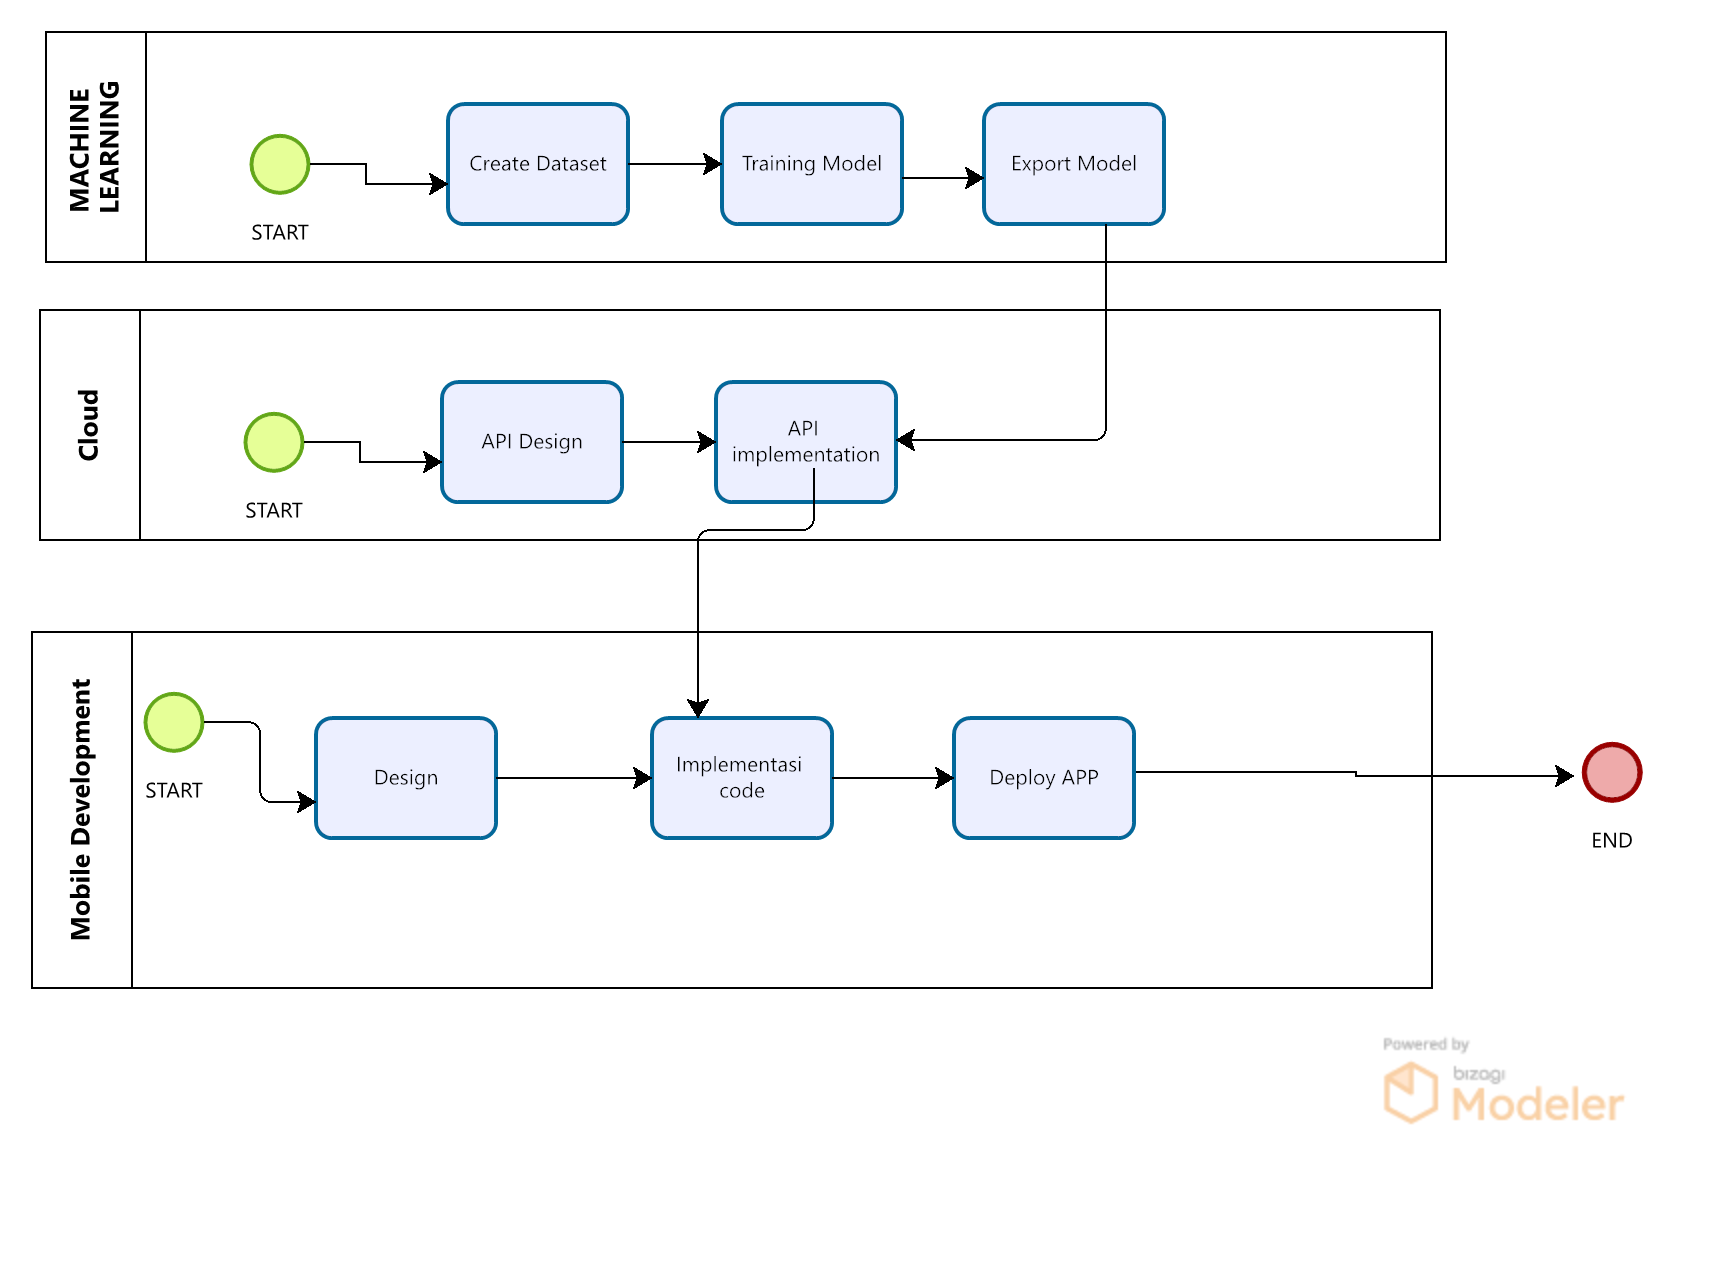 MACHINE
LEARNING
START
Create Dataset
Training Model
Export Model
Cloud
START
API Design
API
implementation
Mobile Development
START
Design
Implementasi
code
Deploy APP
END
Powered by
bizagi
Modeler